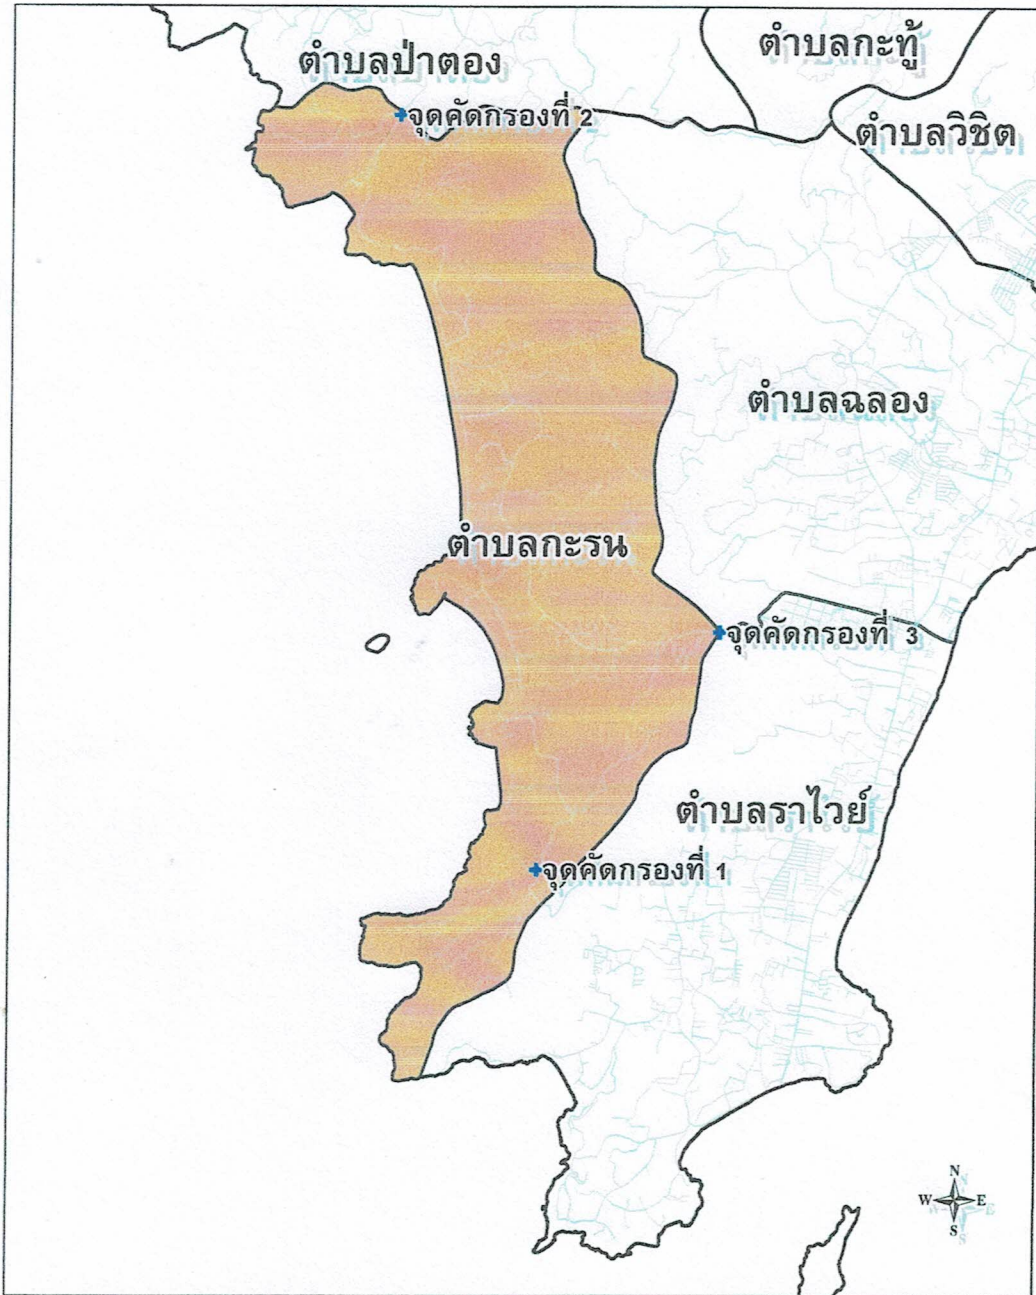 ตำบลป่าตอง
ตำบลกะทู้
จุดคัดกรองที่ 2
ตำบลวิชิต
ตำบลฉลอง
ตำบลกะรน
จุดคัดกรองที่ 3
ตำบลราไวย์
จุดคัดกรองที่ 1
N
W E
S